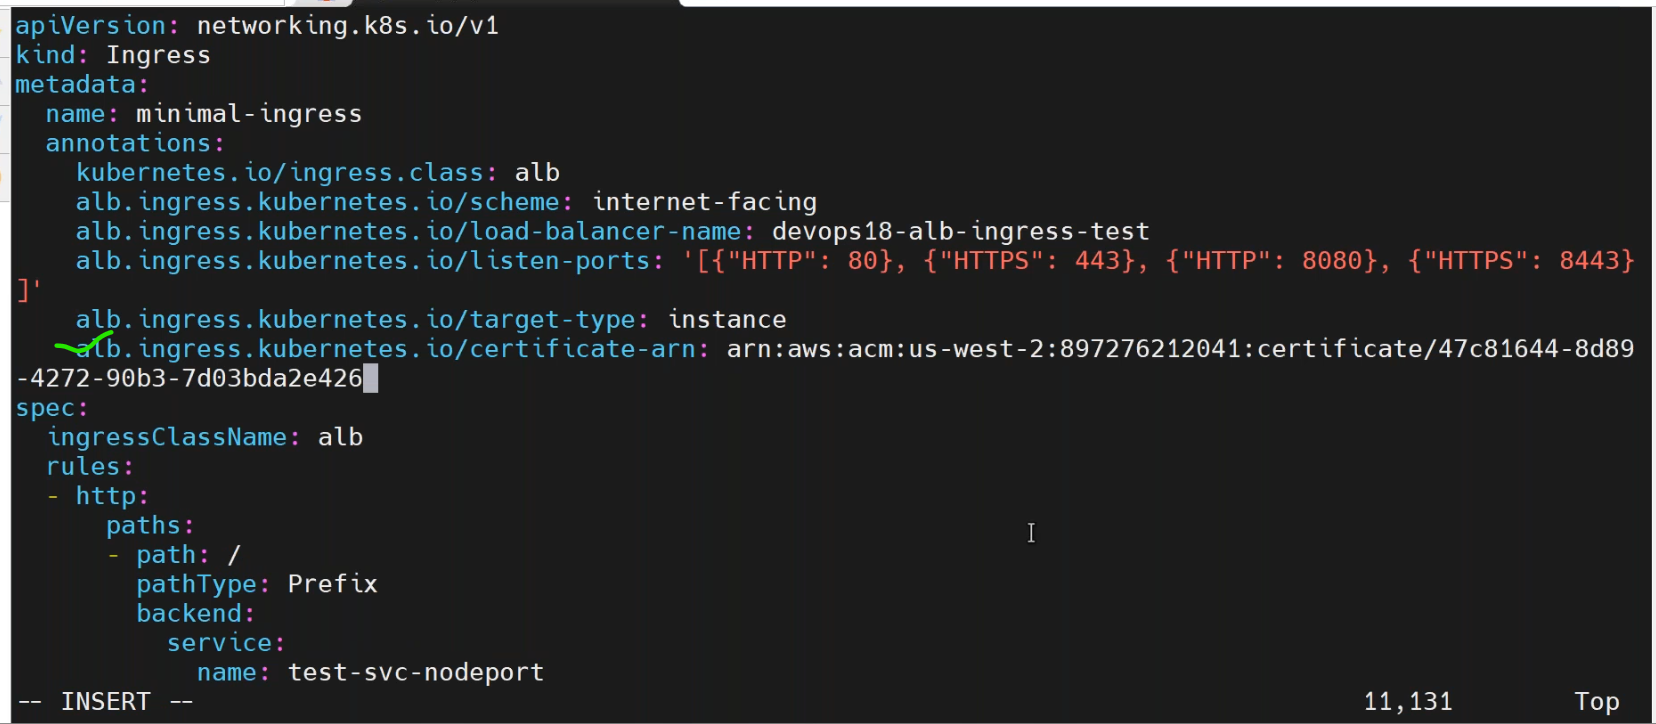 apiVersion: networking.k8s.io/v1
kind: Ingress
metadata:
  name: minimal-ingress
  annotations:
    kubernetes.io/ingress.class: alb
    alb.ingress.kubernetes.io/scheme: internet-facing
    alb.ingress.kubernetes.io/load-balancer-name: devops18-alb-ingress-test
    alb.ingress.kubernetes.io/listen-ports: '[{"HTTP": 80}, {"HTTPS": 443}, {"HTTP": 8080}, {"HTTPS": 8443}
]'
    alb.ingress.kubernetes.io/target-type: instance
    alb.ingress.kubernetes.io/certificate-arn: arn:aws:acm:us-west-2:897276212041:certificate/47c81644-8d89
-4272-90b3-7d03bda2e426
spec:
  ingressClassName: alb
  rules:
  - http:
      paths:
      - path: /
        pathType: Prefix
        backend:
          service:
            name: test-svc-nodeport
-- INSERT -- 11,131 Top